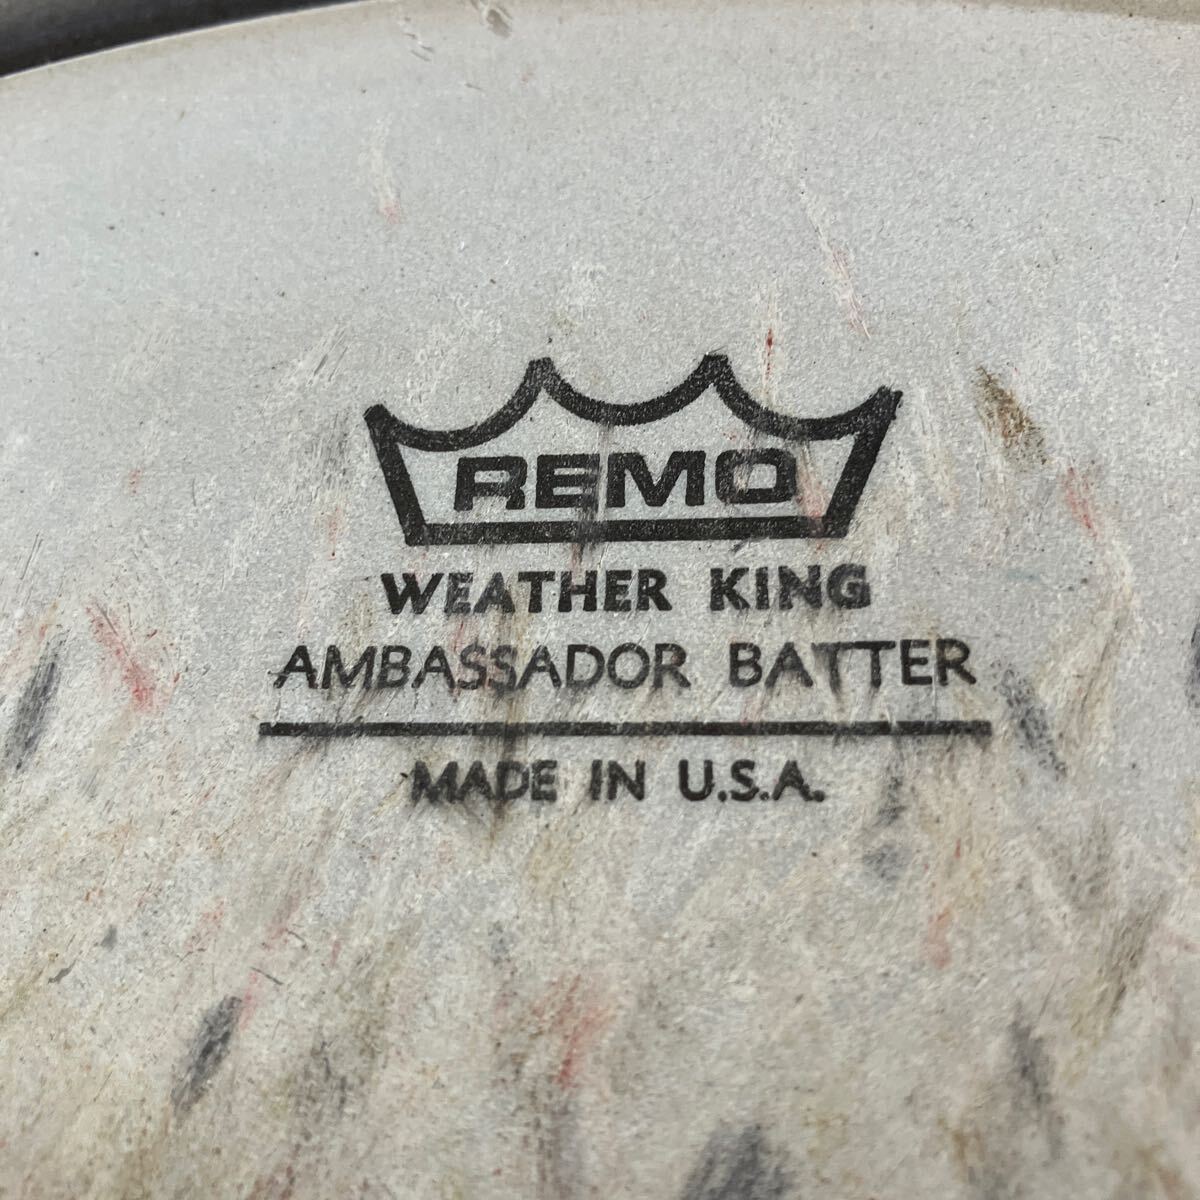 REMO
WEATHER KING
AMBASSADOR BATTER
MADE IN U.S.A.